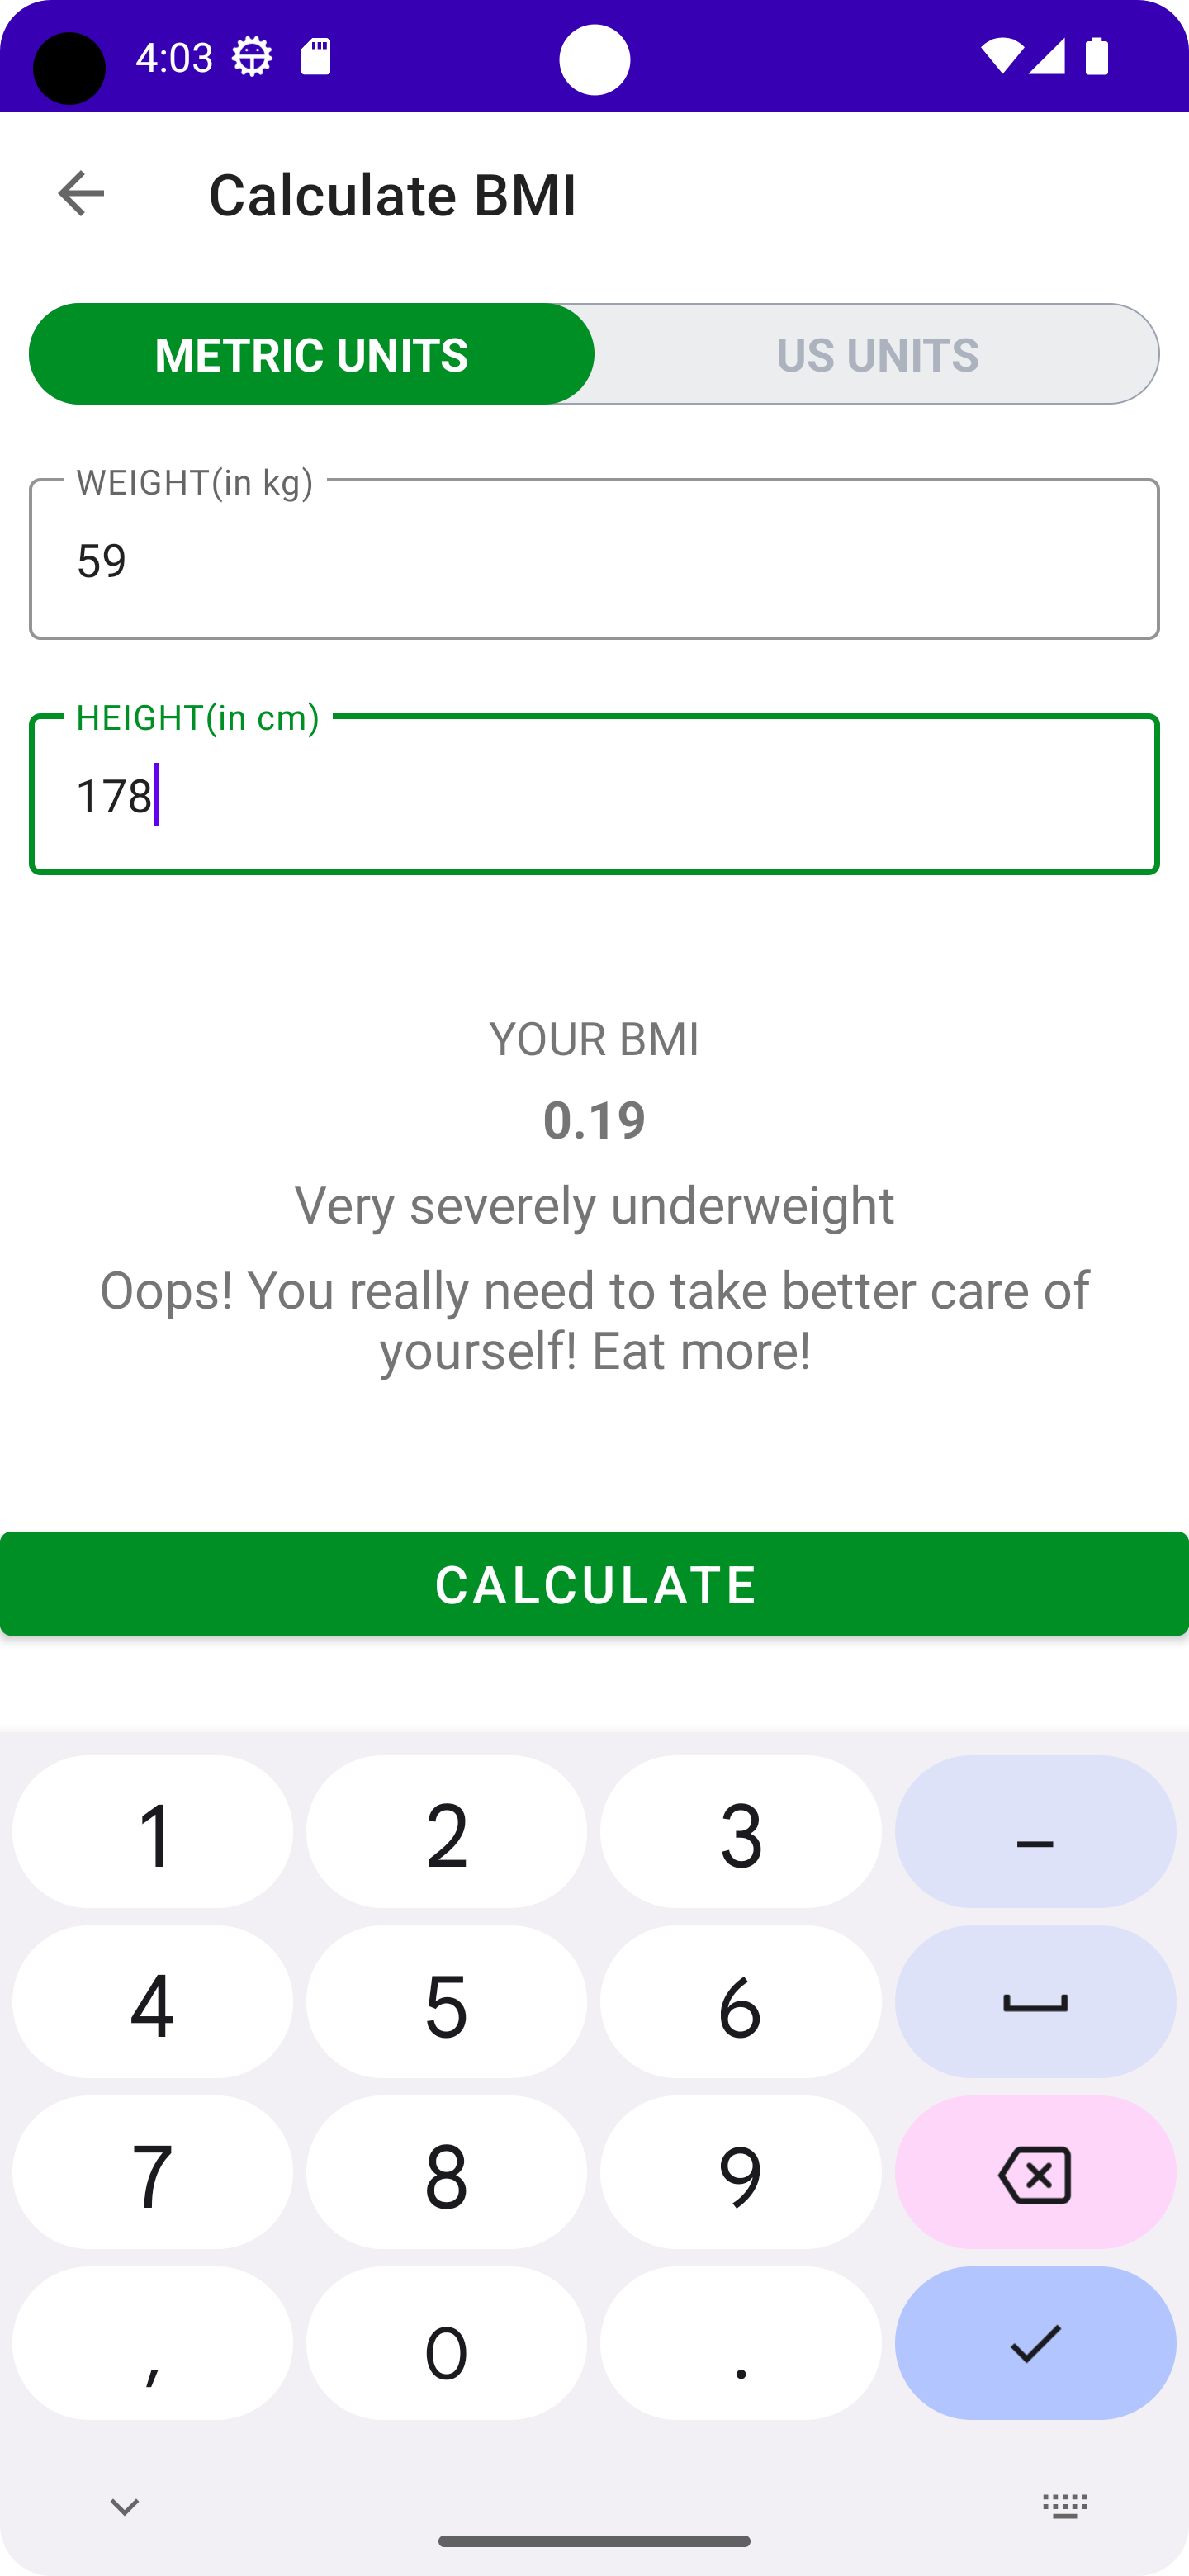 4:03
Calculate BMI
METRIC UNITS
US UNITS
WEIGHT(in kg)
59
HEIGHT(in cm)
178
YOUR BMI
0.19
Very severely underweight
Oops! You really need to take better care of
yourself! Eat more!
CALCULATE
1
2
3
–
4
5
6
7
8
9
,
0
.